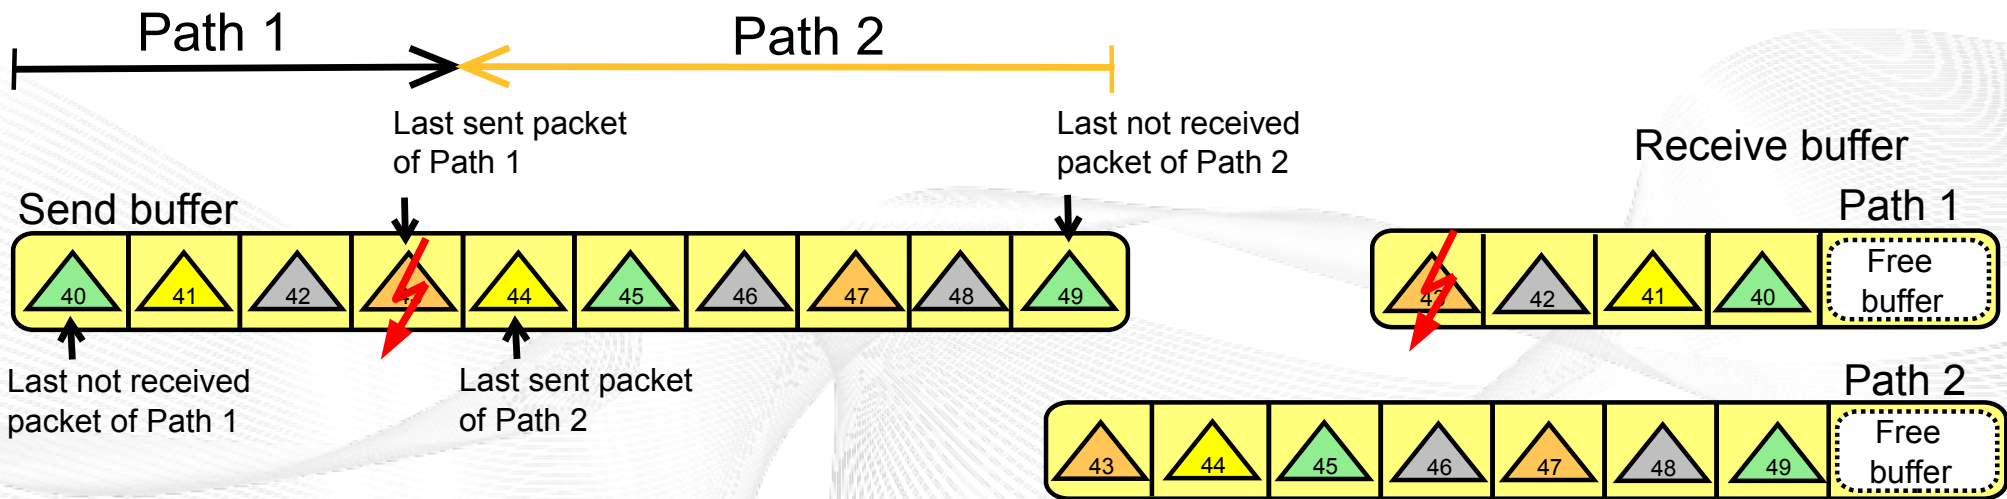 Path 1
Path 2
Last sent packet
of Path 1
Last not received
packet of Path 2
Receive buffer
Send buffer
Path 1
40 41 42 44 45 46 47 48 49
42 41 40
Free
buffer
Last not received
packet of Path 1
Last sent packet
of Path 2
Path 2
43 44 45 46 47 48 49
Free
buffer